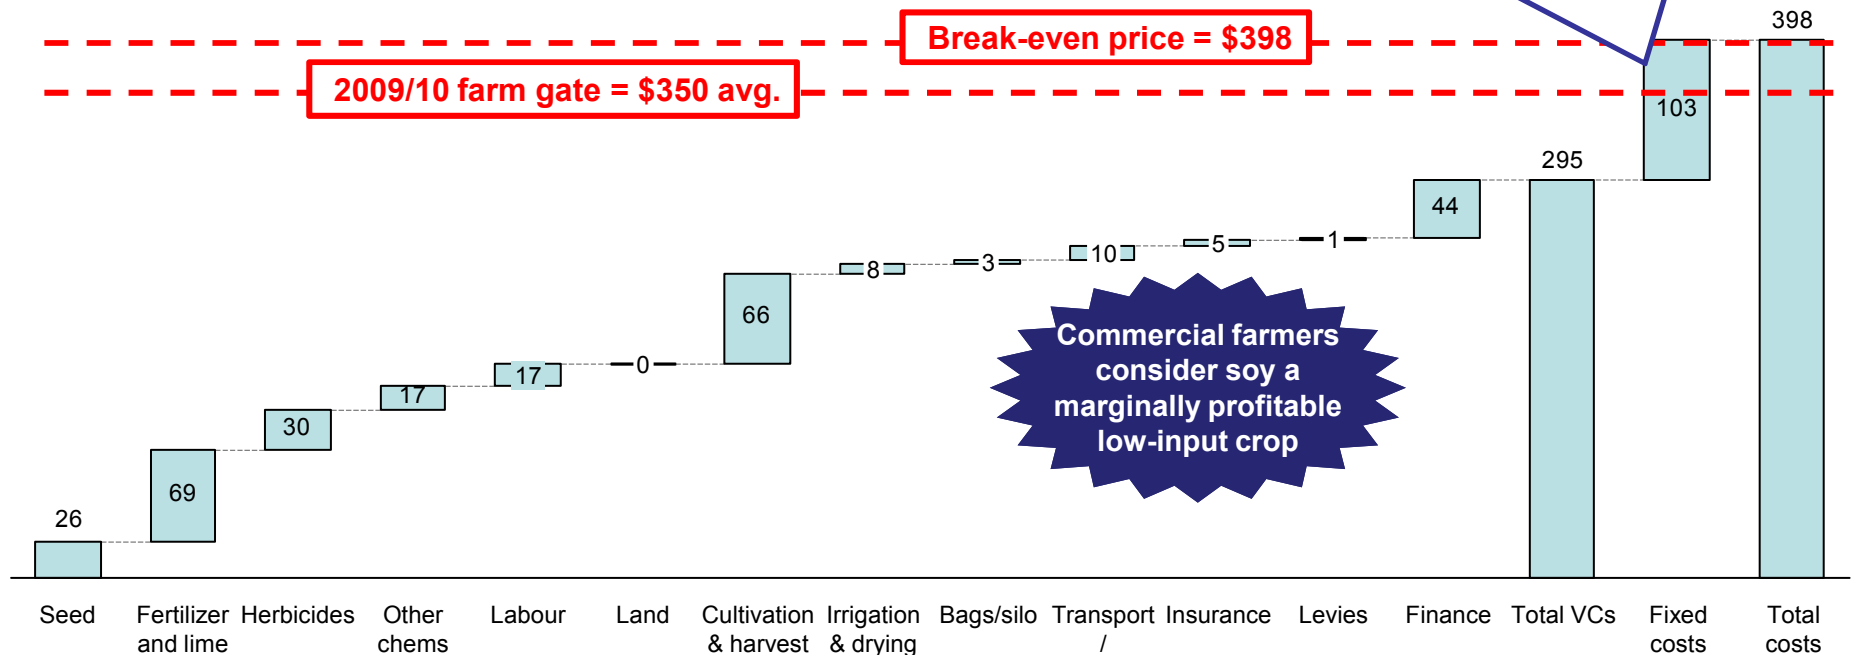 398
Break-even price = $398
2009/10 farm gate = $350 avg.
103
295
44
1
5
10
3
8
66
0
17
17
30
69
26
Commercial farmers
consider soy a
marginally profitable
low-input crop
Seed
Fertilizer
and lime
Herbicides
Other
chems
Labour
Land
Cultivation
& harvest
Irrigation
& drying
Bags/silo
Transport
/
Insurance
Levies
Finance
Total VCs
Fixed
costs
Total
costs